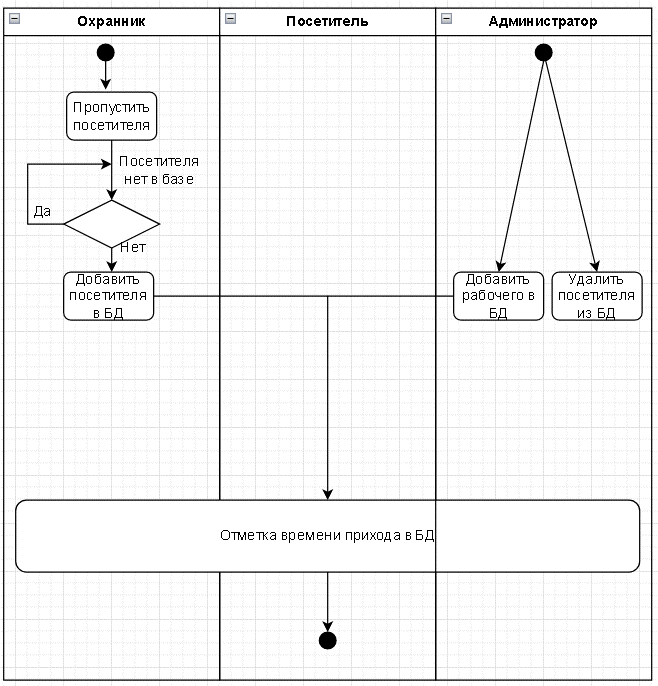 Охранник
Посетитель
Администратор
Пропустить
посетителя
Посетителя
нет в базе
Да
Нет
Добавить
посетителя
в БД
Добавить
рабочего в
БД
Удалить
посетителя
из БД
Отметка времени прихода в БД